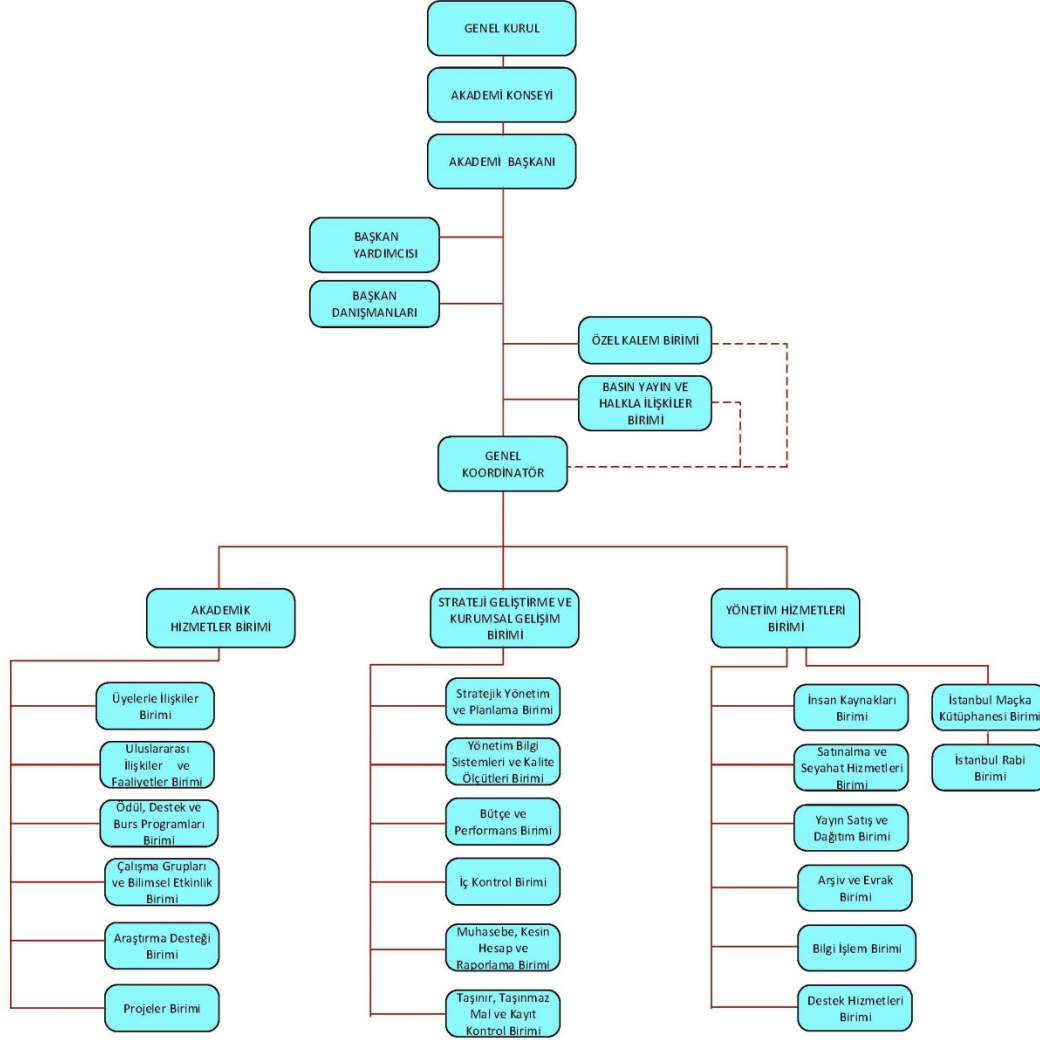 GENEL KURUL
AKADEMİ KONSEYİ
AKADEMİ BAŞKANI
BAŞKAN
YARDIMCISI
BAŞKAN
DANIŞMANLARI
ÖZEL KALEM BİRİMİ
BASIN YAYIN VE
HALKLA İLİŞKİLER
BİRİMİ
GENEL
KOORDİNATÖR
AKADEMİK
HİZMETLER BİRİMİ
STRATEJİ GELİŞTİRME VE
KURUMSAL GELİŞİM
BİRİMİ
YÖNETİM HİZMETLERİ
BİRİMİ
Üyelerle İlişkiler
Birimi
Uluslararası
İlişkiler ve
Faaliyetler Birimi
Ödül, Destek ve
Burs Programları
Birimi
Çalışma Grupları
ve Bilimsel Etkinlik
Birimi
Araştırma Desteği
Birimi
Projeler Birimi
Stratejik Yönetim
ve Planlama Birimi
Yönetim Bilgi
Sistemleri ve Kalite
Ölçütleri Birimi
Bütçe ve
Performans Birimi
İç Kontrol Birimi
Muhasebe, Kesin
Hesap ve
Raporlama Birimi
Taşınır, Taşınmaz
Mal ve Kayıt
Kontrol Birimi
İnsan Kaynakları
Birimi
Satınalma ve
Seyahat Hizmetleri
Birimi
Yayın Satış ve
Dağıtım Birimi
Arşiv ve Evrak
Birimi
Bilgi İşlem Birimi
Destek Hizmetleri
Birimi
İstanbul Maçka
Kütüphanesi Birimi
İstanbul Rabi
Birimi